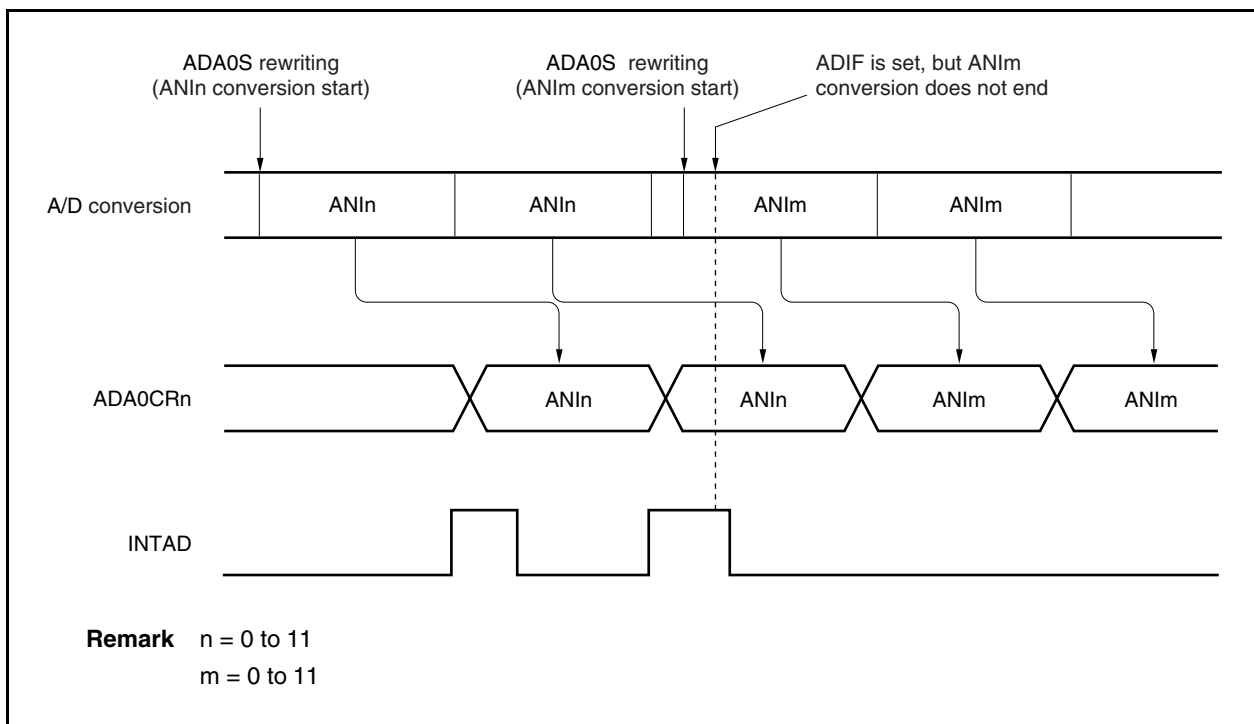 ADA0S rewriting
(ANIn conversion start)
ADA0S rewriting
(ANIm conversion start)
ADIF is set, but ANIm
conversion does not end
A/D conversion
ANIn
ANIn
ANIm
ANIm
ADA0CRn
ANIn
ANIn
ANIm
ANIm
INTAD
Remark n = 0 to 11
m = 0 to 11